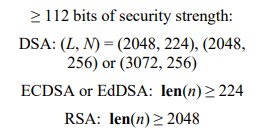 ≥ 112 bits of security strength:
DSA: (L, N) = (2048, 224), (2048,
256) or (3072, 256)
ECDSA or EdDSA: len(n) ≥ 224
RSA: len(n) ≥ 2048